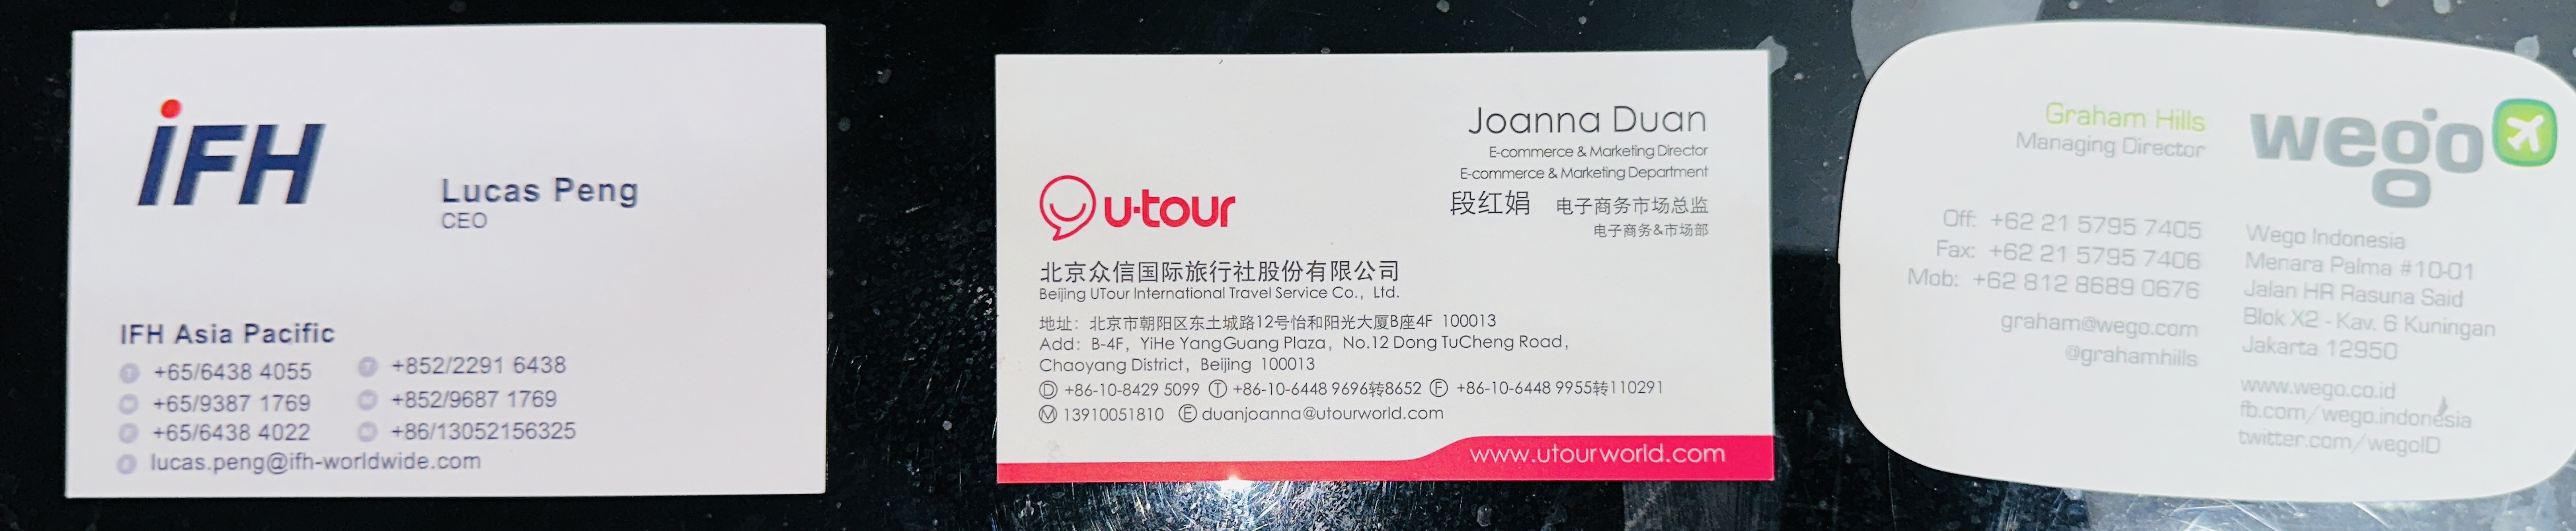 iFH
Lucas Peng
CEO
IFH Asia Pacific
T +65/6438 4055
T +852/2291 6438
M +65/9387 1769
M +852/9687 1769
F +65/6438 4022
M +86/13052156325
E lucas.peng@ifh-worldwide.com
Joanna Duan
E-commerce & Marketing Director
E-commerce & Marketing Department
u·tour
段红娟 电子商务市场总监
电子商务&市场部
北京众信国际旅行社股份有限公司
Beijing UTour International Travel Service Co., Ltd.
地址：北京市朝阳区东土城路12号怡和阳光大厦B座4F 100013
Add: B-4F, YiHe YangGuang Plaza, No.12 Dong TuCheng Road,
Chaoyang District, Beijing 100013
Ⓓ +86-10-8429 5099 Ⓣ +86-10-6448 9696转8652 Ⓕ +86-10-6448 9955转110291
Ⓜ 13910051810 Ⓔ duanjoanna@utourworld.com
www.utourworld.com
Graham Hills
Managing Director
wego
Off: +62 21 5795 7405
Fax: +62 21 5795 7406
Mob: +62 812 8689 0676
graham@wego.com
@grahamhills
Wego Indonesia
Menara Palma #10-01
Jalan HR Rasuna Said
Blok X2 - Kav. 6 Kuningan
Jakarta 12950
www.wego.co.id
fb.com/wego.indonesia
twitter.com/wegoID